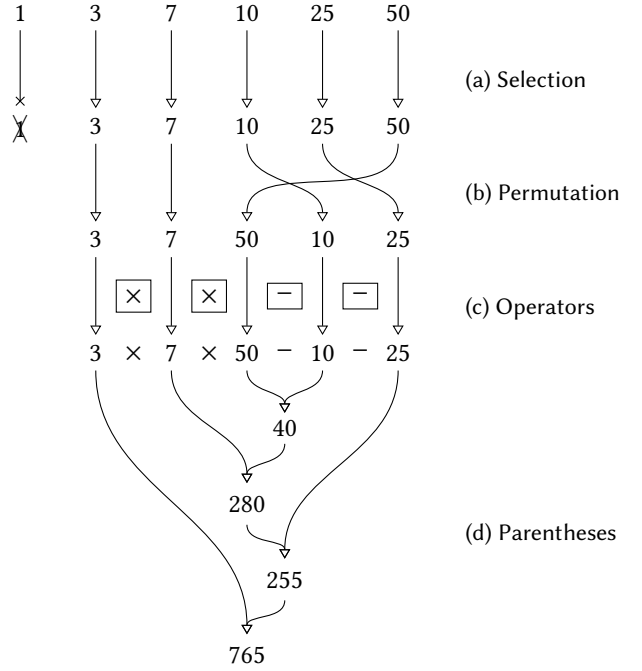 1 3 7 10 25 50
(a) Selection
× 
1 3 7 10 25 50
(b) Permutation
3 7 50 10 25
× × − −
(c) Operators
3 × 7 × 50 − 10 − 25
40
280
(d) Parentheses
255
765